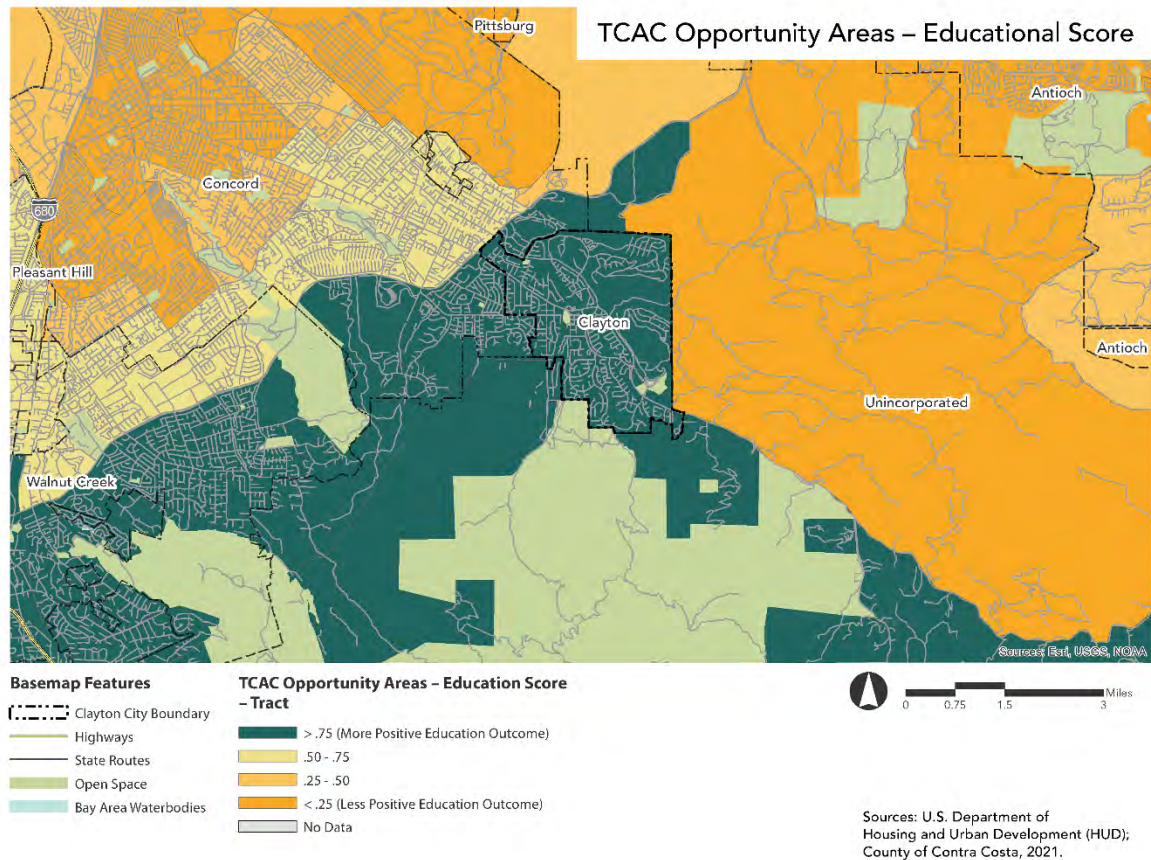 TCAC Opportunity Areas – Educational Score
Pittsburg
Antioch
Concord
680
Pleasant Hill
Clayton
Antioch
Unincorporated
Walnut Creek
Sources: Esri, USGS, NOAA
Basemap Features
Clayton City Boundary
Highways
State Routes
Open Space
Bay Area Waterbodies
TCAC Opportunity Areas – Education Score
– Tract
> .75 (More Positive Education Outcome)
.50 - .75
.25 - .50
< .25 (Less Positive Education Outcome)
No Data
Miles
0 0.75 1.5 3
Sources: U.S. Department of
Housing and Urban Development (HUD);
County of Contra Costa, 2021.